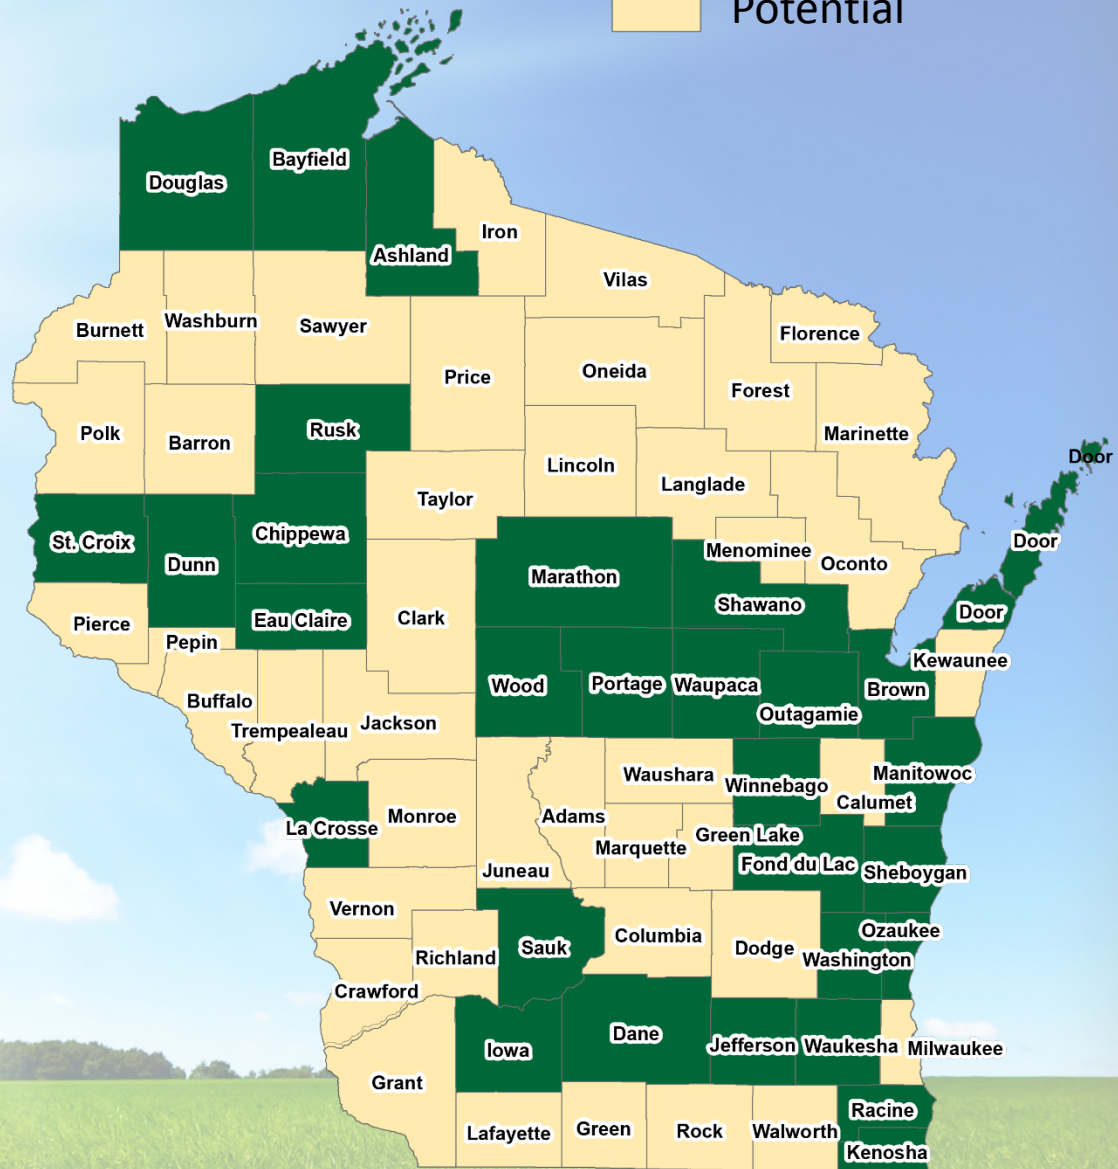 Potential
Bayfield
Douglas
Iron
Ashland
Vilas
Washburn
Sawyer
Burnett
Florence
Oneida
Price
Forest
Rusk
Polk
Marinette
Barron
Door
Lincoln
Langlade
Taylor
Chippewa
St. Croix
Door
Menominee
Dunn
Oconto
Marathon
Shawano
Door
Clark
Eau Claire
Pierce
Pepin
Kewaunee
Wood
Portage
Waupaca
Brown
Buffalo
Outagamie
Jackson
Trempealeau
Waushara
Manitowoc
Winnebago
Calumet
Monroe
Adams
La Crosse
Green Lake
Marquette
Fond du Lac
Juneau
Sheboygan
Vernon
Ozaukee
Columbia
Sauk
Dodge
Richland
Washington
Crawford
Dane
Jefferson
Waukesha
Milwaukee
Iowa
Grant
Racine
Green
Rock
Walworth
Lafayette
Kenosha